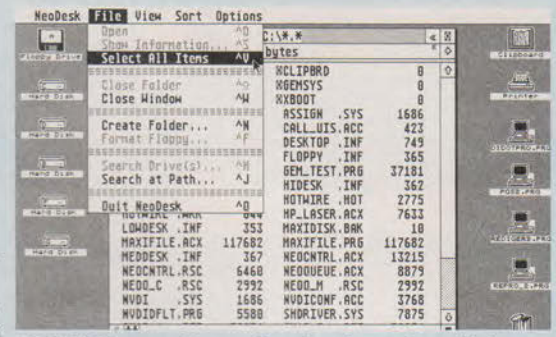 NeoDesk File View Sort Options
Open ^O
Show Information... ^S
Select All Items ^V
Close Folder
Close Window ^W
Create Folder... ^N
Format Floppy... ^F
Search Drive(s)...
Search at Path... ^J
Quit NeoDesk ^Q
C:\*.*
bytes
CLIPBRD 0
GEMSYS 0
XBOOT 0
ASSIGN .SYS 1686
CALL_UIS.ACC 423
DESKTOP .INF 749
FLOPPY .INF 365
GEM_TEST.PRG 37181
HIDESK .INF 362
HOTWIRE .HOT 2775
HOTWIRE .WRK 844 HP_LASER.ACX 7633
LOWDESK .INF 353 MAXIDISK.BAK 10
MAXIFILE.ACX 117682 MAXIFILE.PRG 117682
MEDDESK .INF 367 NEOCNTRL.ACX 13215
NEOCNTRL.RSC 6460 NEOQUEUE.ACX 8879
NEOD_C .RSC 2992 NEOD_M .RSC 2992
NVDI .SYS 1686 NVDICONF.ACC 3768
NVDIDFLT.PRG 5580 SHDRIVER.SYS 7875
Floppy Drive
Hard Disk
Hard Disk
Hard Disk
Hard Disk
Hard Disk
Clipboard
Printer